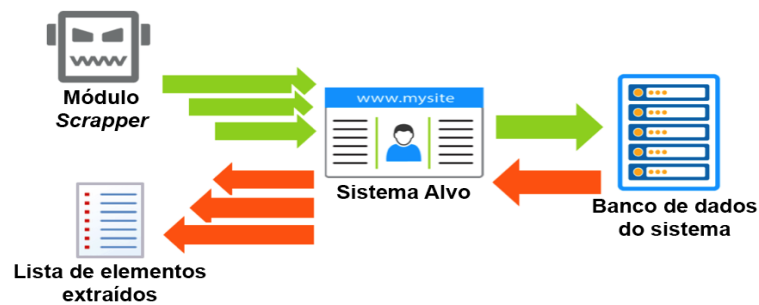 Módulo
Scrapper
www.mysite
Sistema Alvo
Banco de dados
do sistema
Lista de elementos
extraídos